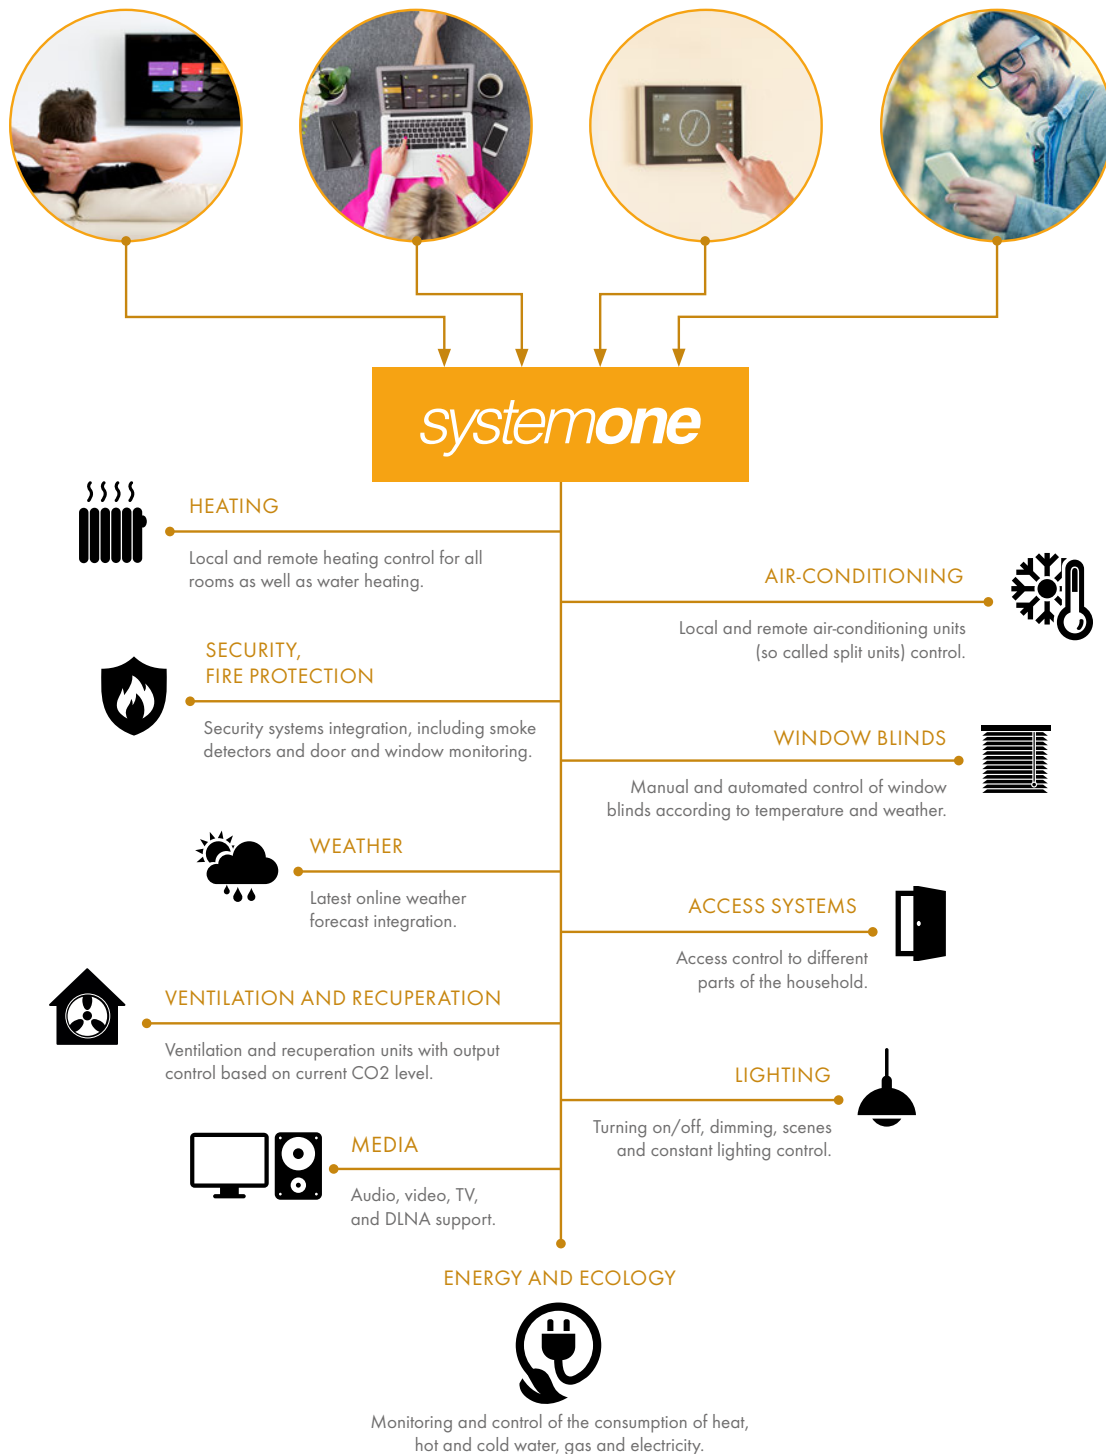 systemone
HEATING
Local and remote heating control for all
rooms as well as water heating.
AIR-CONDITIONING
Local and remote air-conditioning units
(so called split units) control.
SECURITY,
FIRE PROTECTION
Security systems integration, including smoke
detectors and door and window monitoring.
WINDOW BLINDS
Manual and automated control of window
blinds according to temperature and weather.
WEATHER
Latest online weather
forecast integration.
ACCESS SYSTEMS
Access control to different
parts of the household.
VENTILATION AND RECUPERATION
Ventilation and recuperation units with output
control based on current CO2 level.
LIGHTING
Turning on/off, dimming, scenes
and constant lighting control.
MEDIA
Audio, video, TV,
and DLNA support.
ENERGY AND ECOLOGY
Monitoring and control of the consumption of heat,
hot and cold water, gas and electricity.